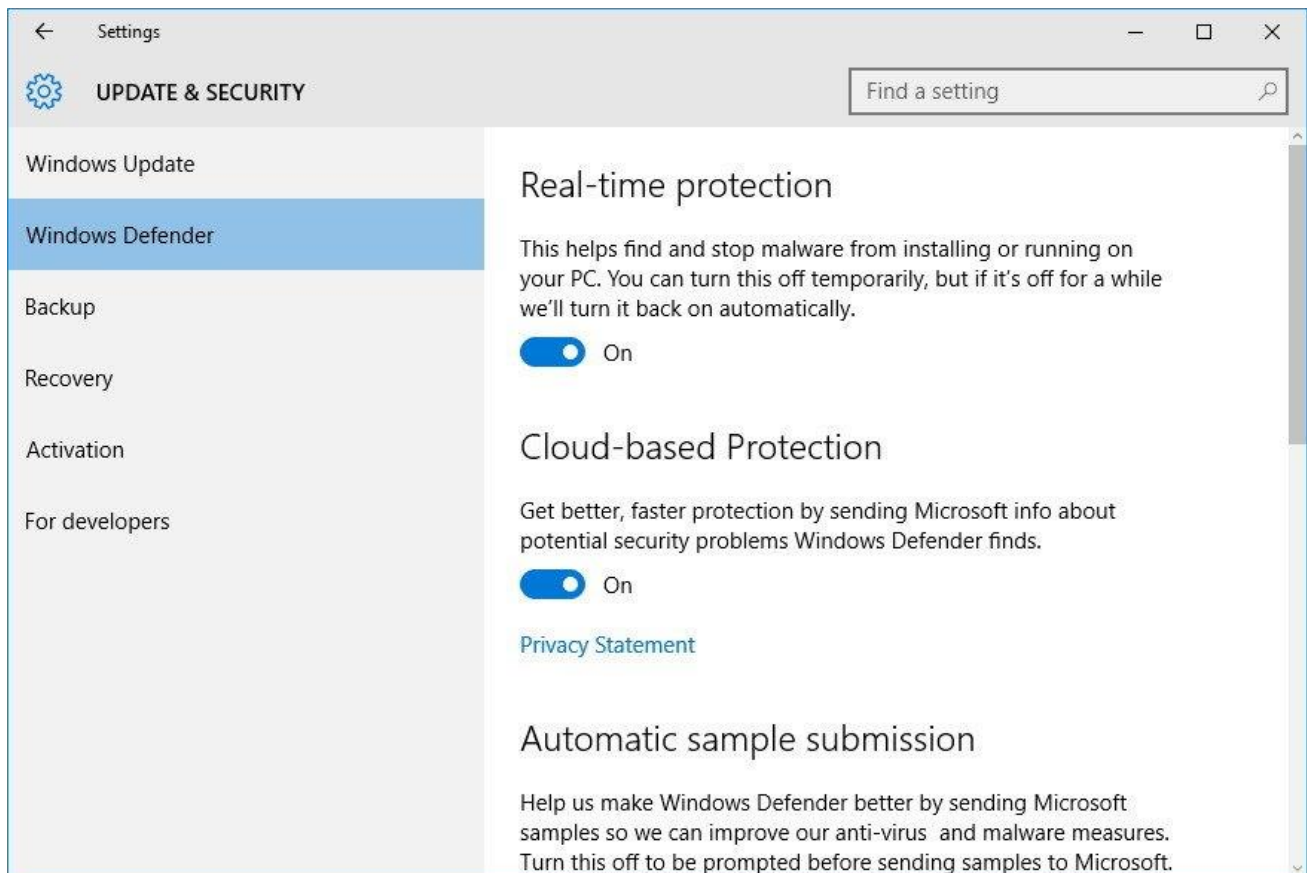 Settings
UPDATE & SECURITY
Find a setting
Windows Update
Windows Defender
Backup
Recovery
Activation
For developers
Real-time protection
This helps find and stop malware from installing or running on
your PC. You can turn this off temporarily, but if it's off for a while
we'll turn it back on automatically.
On
Cloud-based Protection
Get better, faster protection by sending Microsoft info about
potential security problems Windows Defender finds.
On
Privacy Statement
Automatic sample submission
Help us make Windows Defender better by sending Microsoft
samples so we can improve our anti-virus  and malware measures.
Turn this off to be prompted before sending samples to Microsoft.